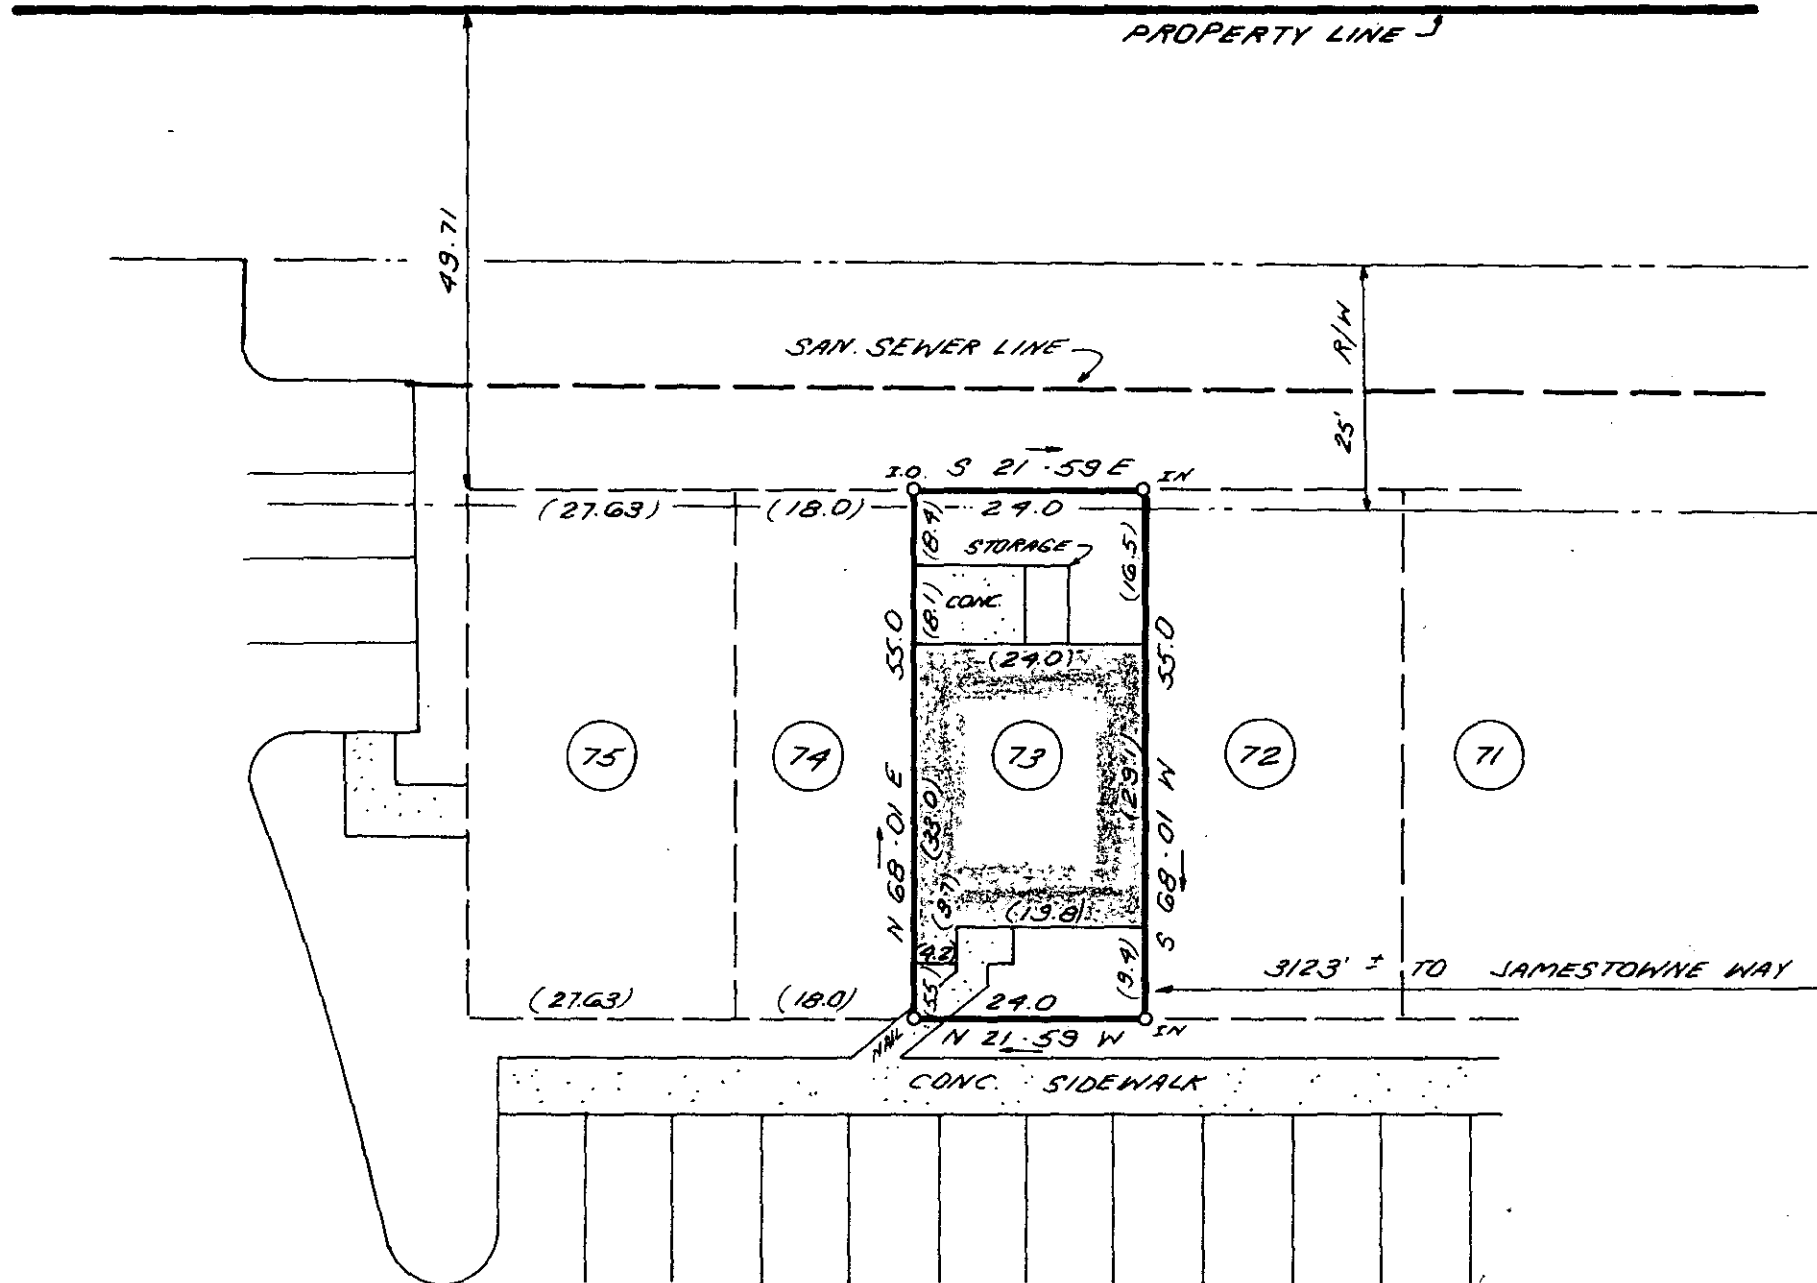 PROPERTY LINE
49.71
SAN. SEWER LINE
25' R/W
I.O. S 21·59 E IN
(27.63) (18.0) 24.0
(8.4)
STORAGE
(16.5)
(8.1)
CONC.
55.0
(24.0)
55.0
75 74 73 72 71
N 68·01 E
(33.0)
(29.1)
S 68·01 W
(3.7)
(19.8)
(4.2)
(9.4)
3123' ± TO JAMESTOWNE WAY
(5.5)
(27.63) (18.0) 24.0
NAIL
N 21·59 W IN
CONC. SIDEWALK